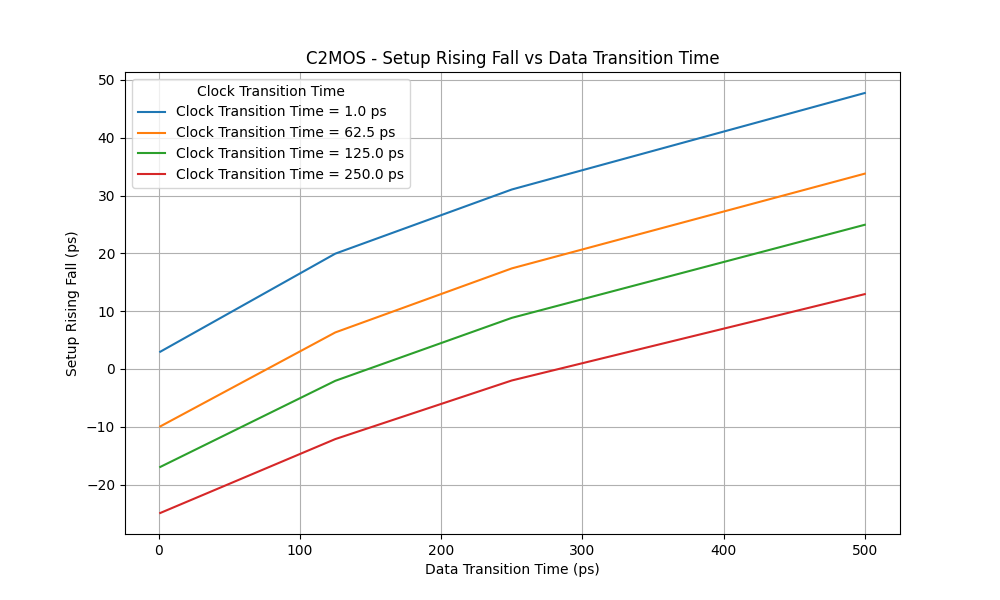 C2MOS - Setup Rising Fall vs Data Transition Time
Clock Transition Time
Clock Transition Time = 1.0 ps
Clock Transition Time = 62.5 ps
Clock Transition Time = 125.0 ps
Clock Transition Time = 250.0 ps
Setup Rising Fall (ps)
50
40
30
20
10
0
−10
−20
0 100 200 300 400 500
Data Transition Time (ps)